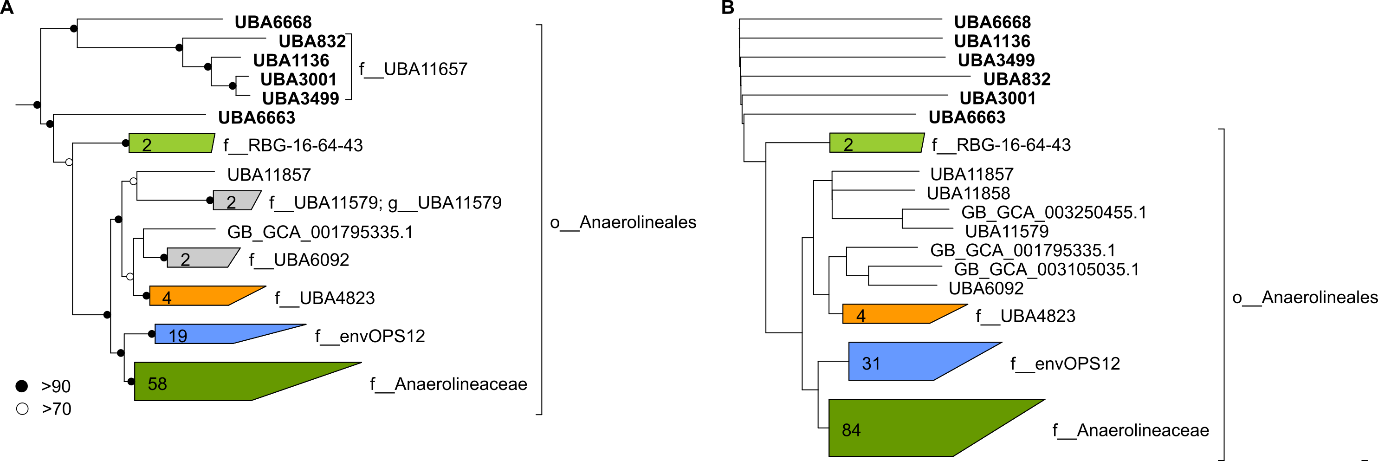 A
UBA6668
UBA832
UBA1136
f__UBA11657
UBA3001
UBA3499
UBA6663
2
f__RBG-16-64-43
UBA11857
2
f__UBA11579; g__UBA11579
o__Anaerolineales
GB_GCA_001795335.1
2
f__UBA6092
4
f__UBA4823
19
f__envOPS12
58
f__Anaerolineaceae
>90
>70
B
UBA6668
UBA1136
UBA3499
UBA832
UBA3001
UBA6663
2
f__RBG-16-64-43
UBA11857
UBA11858
GB_GCA_003250455.1
UBA11579
GB_GCA_001795335.1
GB_GCA_003105035.1
UBA6092
o__Anaerolineales
4
f__UBA4823
31
f__envOPS12
84
f__Anaerolineaceae